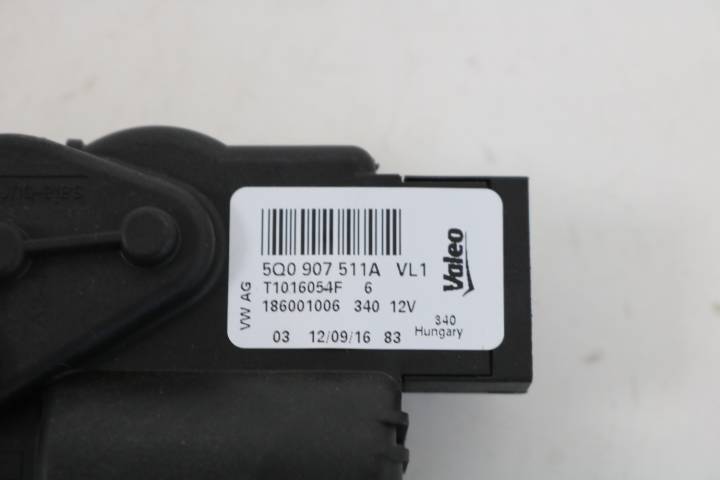 5Q0 907 511A VL1
T1016054F 6
186001006 340 12V
03 12/09/16 83
VW AG
Valeo
340
Hungary